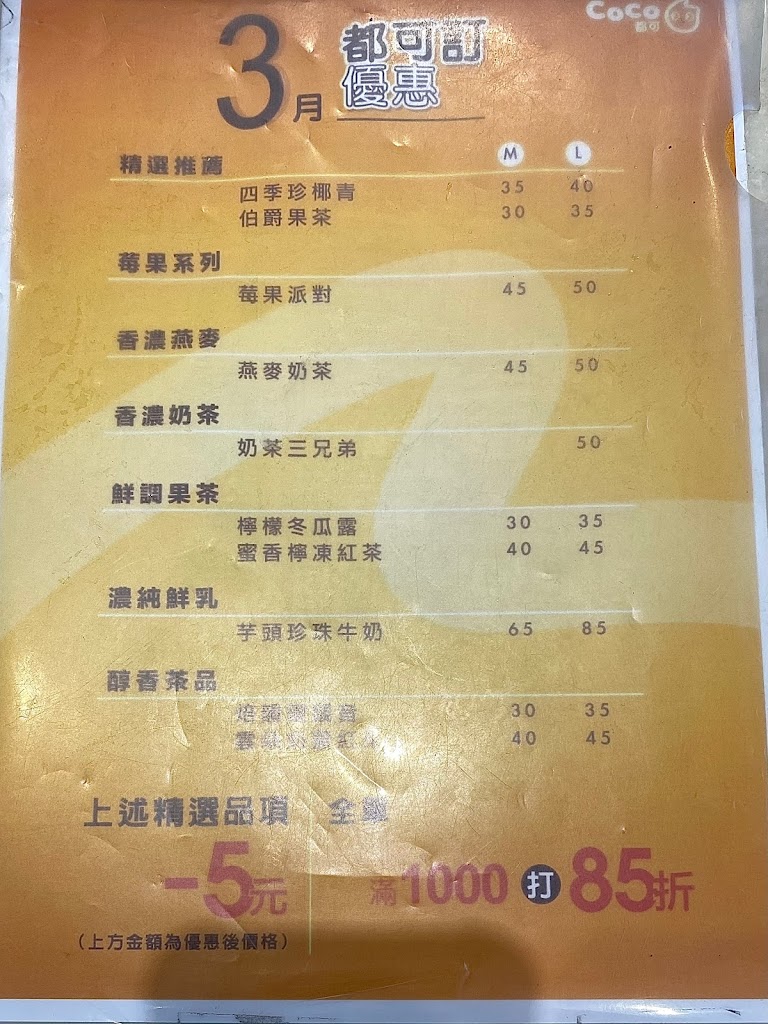 CoCo
都可
3月 都可訂
優惠
精選推薦 M L
四季珍椰青 35 40
伯爵果茶 30 35
莓果系列
莓果派對 45 50
香濃燕麥
燕麥奶茶 45 50
香濃奶茶
奶茶三兄弟 50
鮮調果茶
檸檬冬瓜露 30 35
蜜香檸凍紅茶 40 45
濃純鮮乳
芋頭珍珠牛奶 65 85
醇香茶品
焙韻 音 30 35
雲 40 45
上述精選品項 全
-5元 滿1000打85折
(上方金額為優惠後價格)